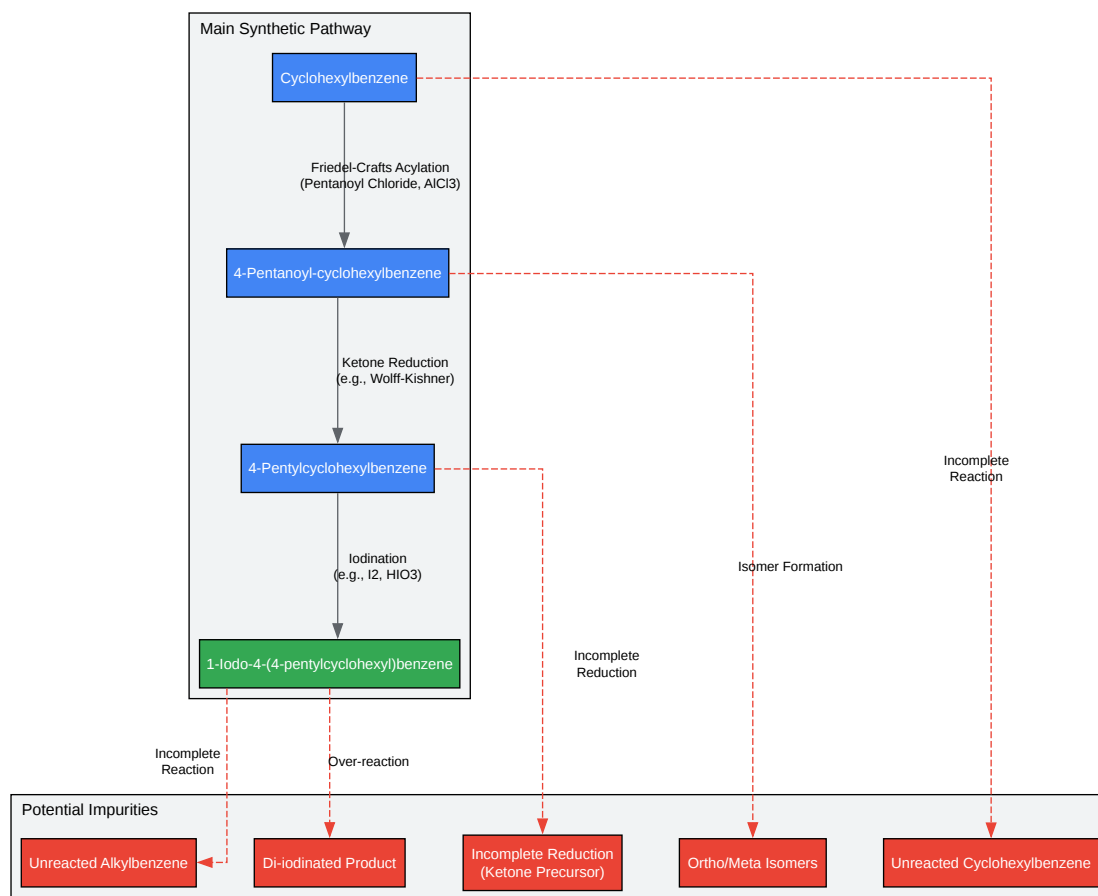 Main Synthetic Pathway
Cyclohexylbenzene
Friedel-Crafts Acylation
(Pentanoyl Chloride, AlCl3)
4-Pentanoyl-cyclohexylbenzene
Ketone Reduction
(e.g., Wolff-Kishner)
4-Pentylcyclohexylbenzene
Incomplete
Reaction
Iodination
(e.g., I2, HIO3)
Isomer Formation
1-Iodo-4-(4-pentylcyclohexyl)benzene
Incomplete
Reduction
Incomplete
Reaction
Over-reaction
Potential Impurities
Unreacted Alkylbenzene
Di-iodinated Product
Incomplete Reduction
(Ketone Precursor)
Ortho/Meta Isomers
Unreacted Cyclohexylbenzene